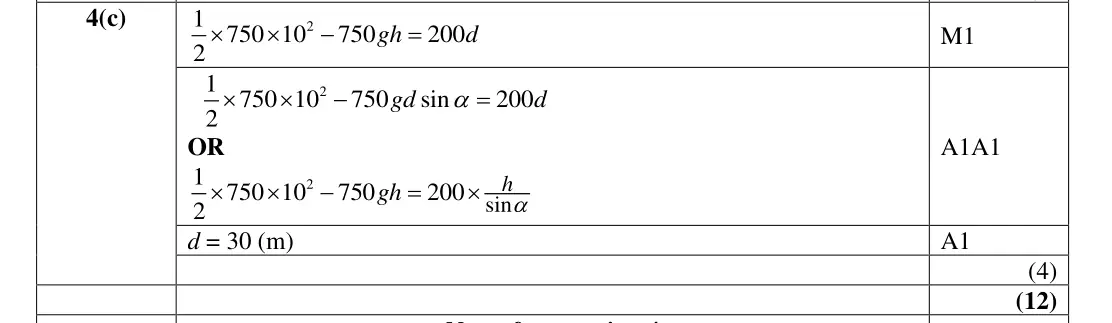 4(c)
1/2 × 750 × 10² − 750gh = 200d
M1
1/2 × 750 × 10² − 750gd sin α = 200d
OR
A1A1
1/2 × 750 × 10² − 750gh = 200 × h/sin α
d = 30 (m)
A1
(4)
(12)